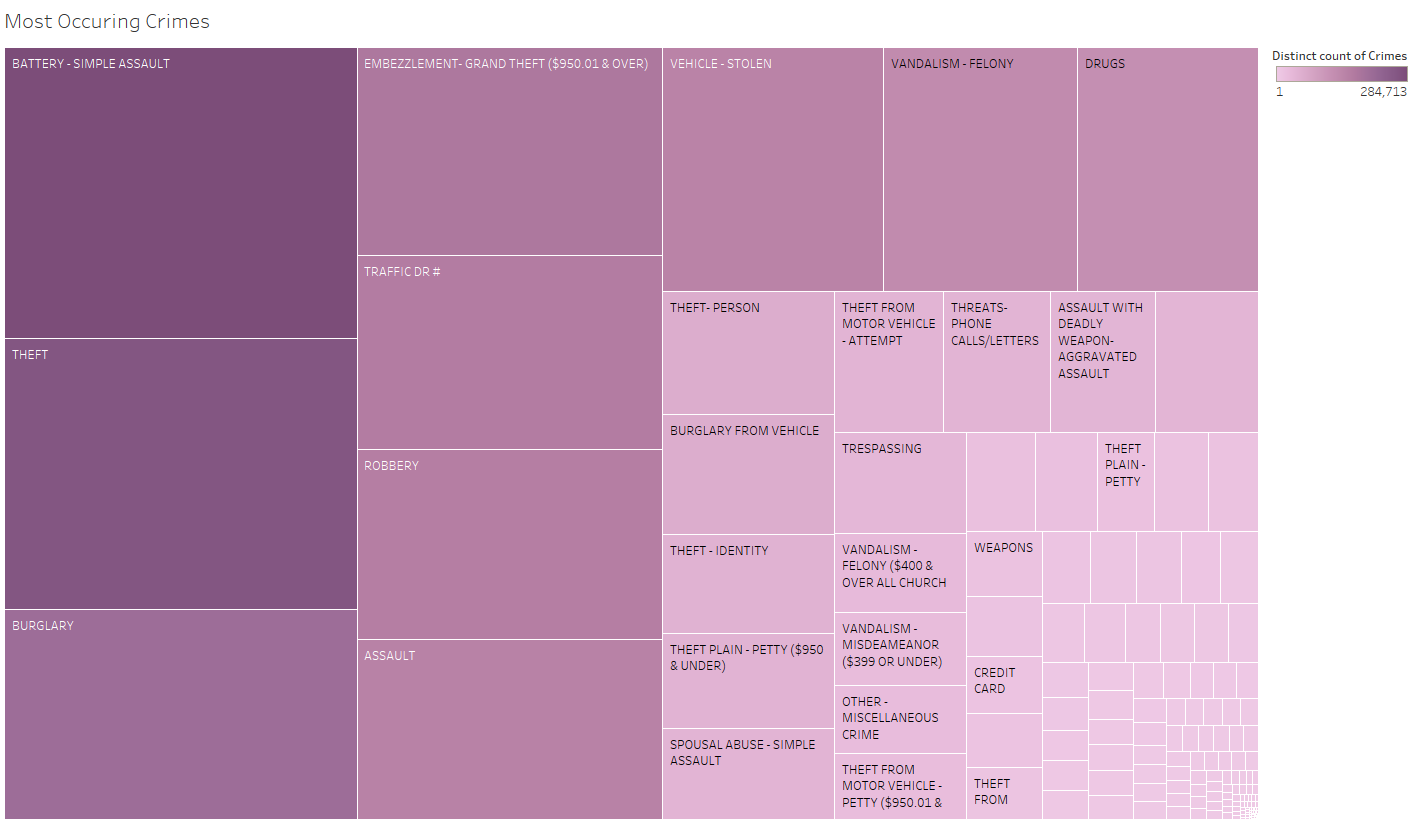 Most Occuring Crimes
BATTERY - SIMPLE ASSAULT
THEFT
BURGLARY
EMBEZZLEMENT- GRAND THEFT ($950.01 & OVER)
TRAFFIC DR #
ROBBERY
ASSAULT
VEHICLE - STOLEN
VANDALISM - FELONY
DRUGS
THEFT- PERSON
BURGLARY FROM VEHICLE
THEFT - IDENTITY
THEFT PLAIN - PETTY ($950
& UNDER)
SPOUSAL ABUSE - SIMPLE
ASSAULT
THEFT FROM
MOTOR VEHICLE
- ATTEMPT
THREATS-
PHONE
CALLS/LETTERS
ASSAULT WITH
DEADLY
WEAPON-
AGGRAVATED
ASSAULT
TRESPASSING
VANDALISM -
FELONY ($400 &
OVER ALL CHURCH
VANDALISM -
MISDEAMEANOR
($399 OR UNDER)
OTHER -
MISCELLANEOUS
CRIME
THEFT FROM
MOTOR VEHICLE -
PETTY ($950.01 &
THEFT
PLAIN -
PETTY
WEAPONS
CREDIT
CARD
THEFT
FROM
Distinct count of Crimes
1 284,713